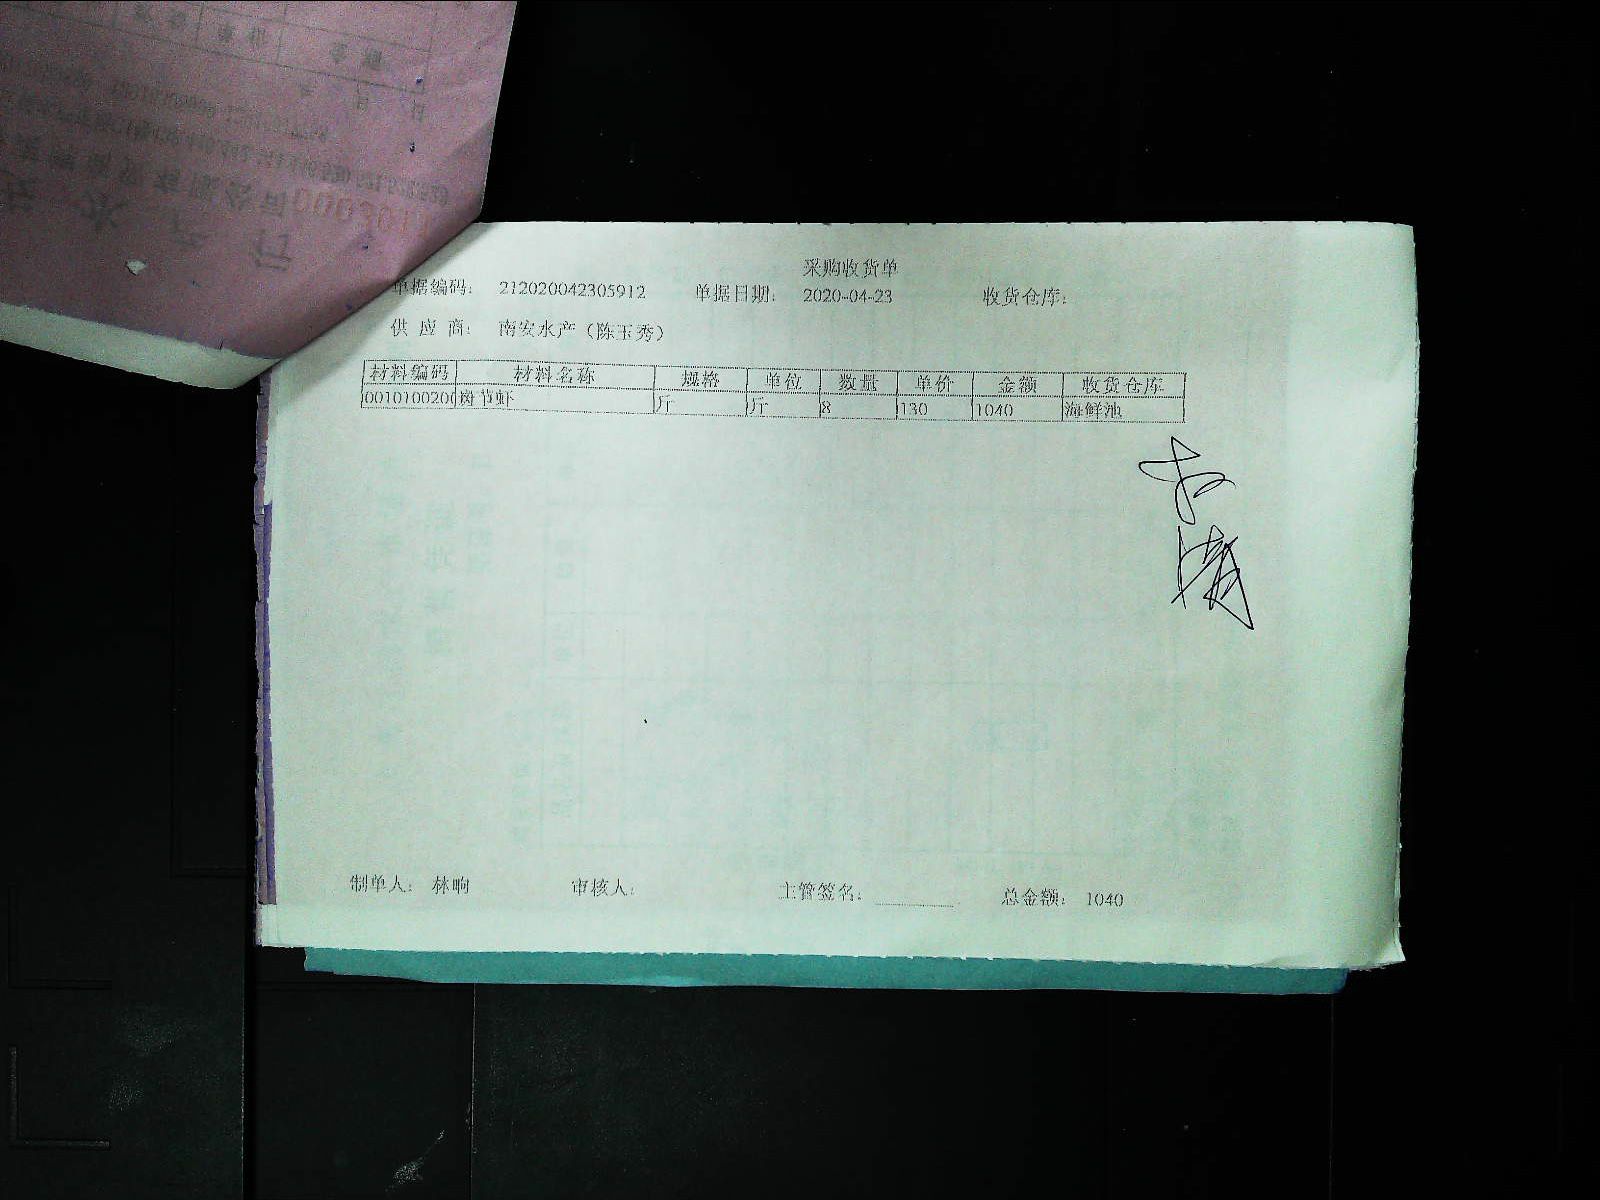 采购收货单
单据编码: 212020042305912 单据日期: 2020-04-23 收货仓库:
供 应 商: 南安水产（陈玉秀）
材料编码 材料名称 规格 单位 数量 单价 金额 收货仓库
0010100200 树节虾 斤 斤 8 130 1040 海鲜池
制单人: 林响 审核人: 主管签名: 总金额: 1040